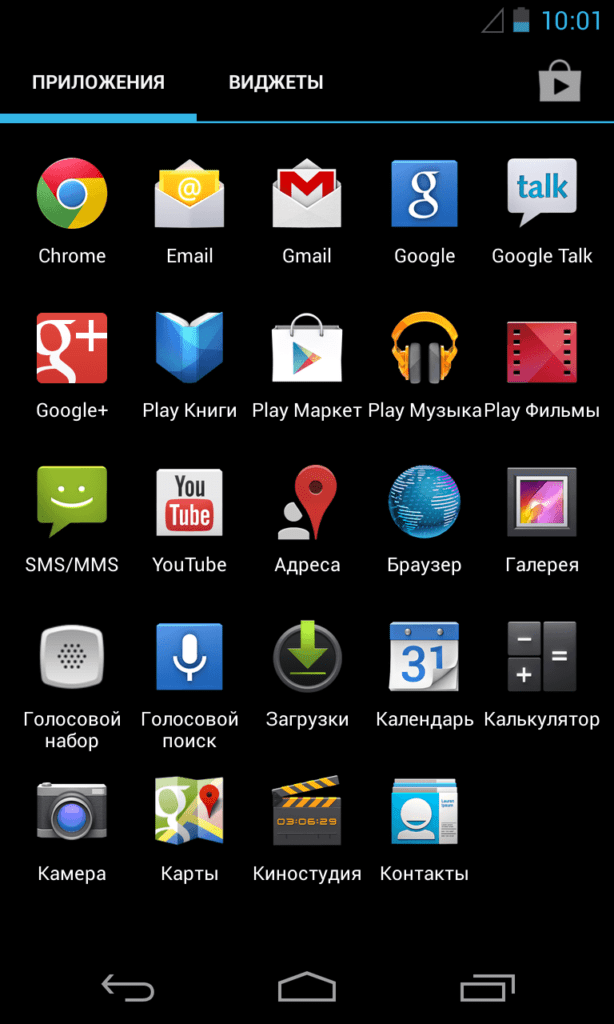 10:01
ПРИЛОЖЕНИЯ ВИДЖЕТЫ
@ g talk
Chrome Email Gmail Google Google Talk
g+
Google+ Play Книги Play Маркет Play Музыка Play Фильмы
You
Tube
SMS/MMS YouTube Адреса Браузер Галерея
31
Голосовой набор Голосовой поиск Загрузки Календарь Калькулятор
g 03:06:29
Камера Карты Киностудия Контакты